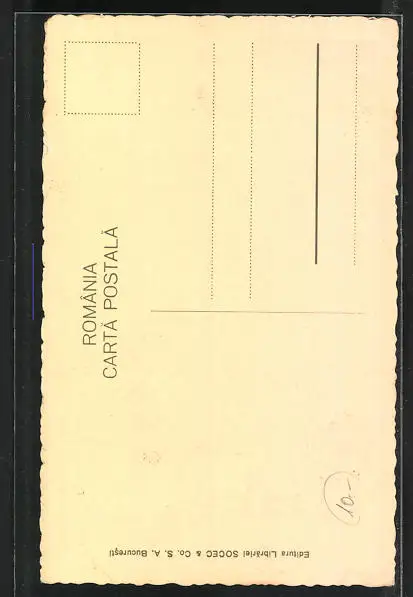 ROMÂNIA
CARTĂ POSTALĂ
10.-
Editura Librăriei SOCEC & Co. S. A. Bucureşti